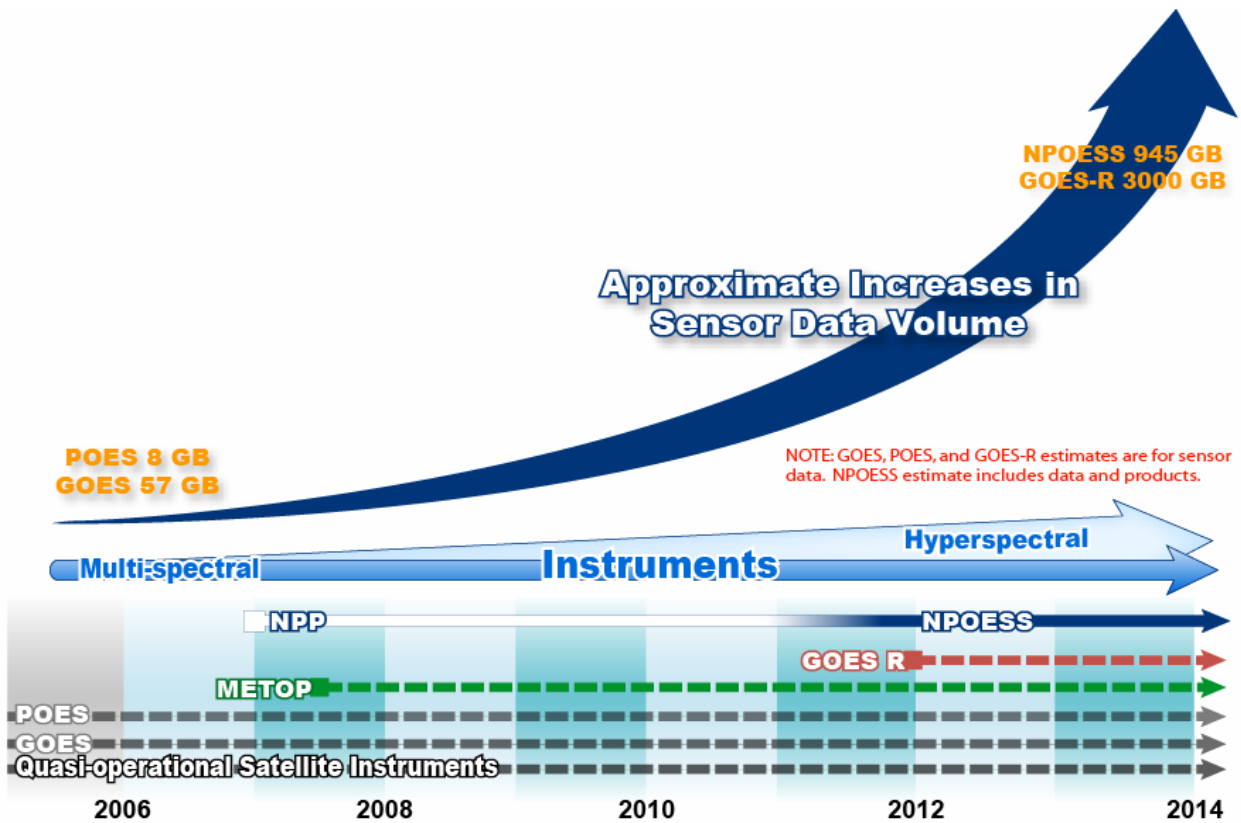 NPOESS 945 GB
GOES-R 3000 GB
Approximate Increases in
Sensor Data Volume
POES 8 GB
GOES 57 GB
NOTE: GOES, POES, and GOES-R estimates are for sensor
data. NPOESS estimate includes data and products.
Multi-spectral
Instruments
Hyperspectral
NPP
NPOESS
GOES R
METOP
POES
GOES
Quasi-operational Satellite Instruments
2006 2008 2010 2012 2014